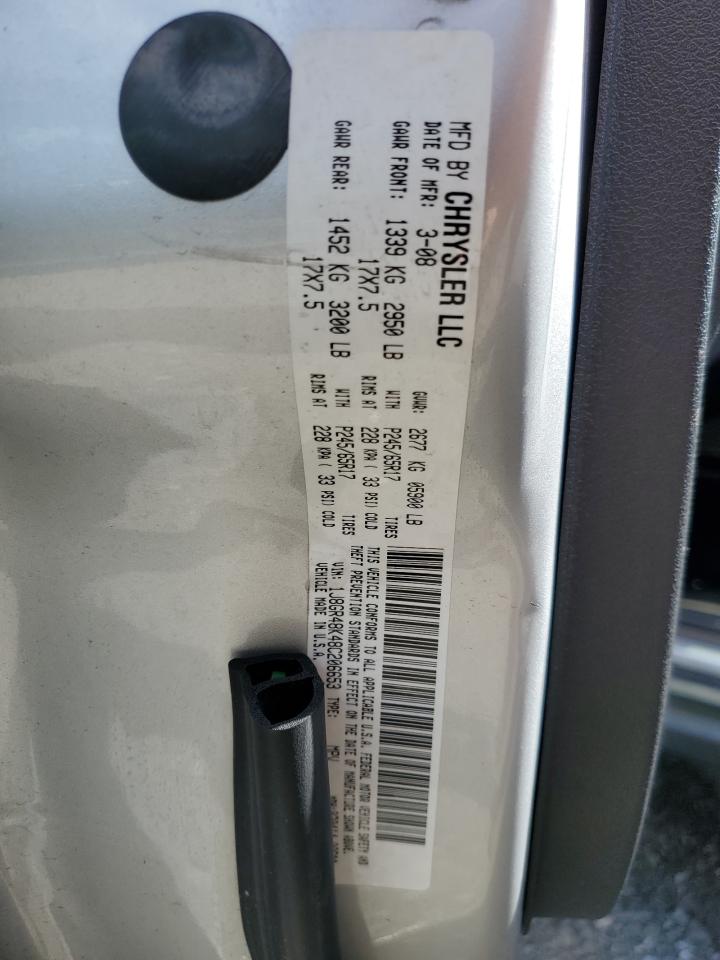 MFD BY CHRYSLER LLC
DATE OF MFR: 3-08 GVWR: 2677 KG 05900 LB
GAWR FRONT: 1339 KG 2950 LB WITH P245/65R17 TIRES
17X7.5 RIMS AT 228 KPA ( 33 PSI) COLD
GAWR REAR: 1452 KG 3200 LB WITH P245/65R17 TIRES
17X7.5 RIMS AT 228 KPA ( 33 PSI) COLD
THIS VEHICLE CONFORMS TO ALL APPLICABLE U.S.A. FEDERAL MOTOR VEHICLE SAFETY AND
THEFT PREVENTION STANDARDS IN EFFECT ON THE DATE OF MANUFACTURE SHOWN ABOVE.
VIN: 1J8GR48K48C206653 TYPE: MPV
VEHICLE MADE IN U.S.A.